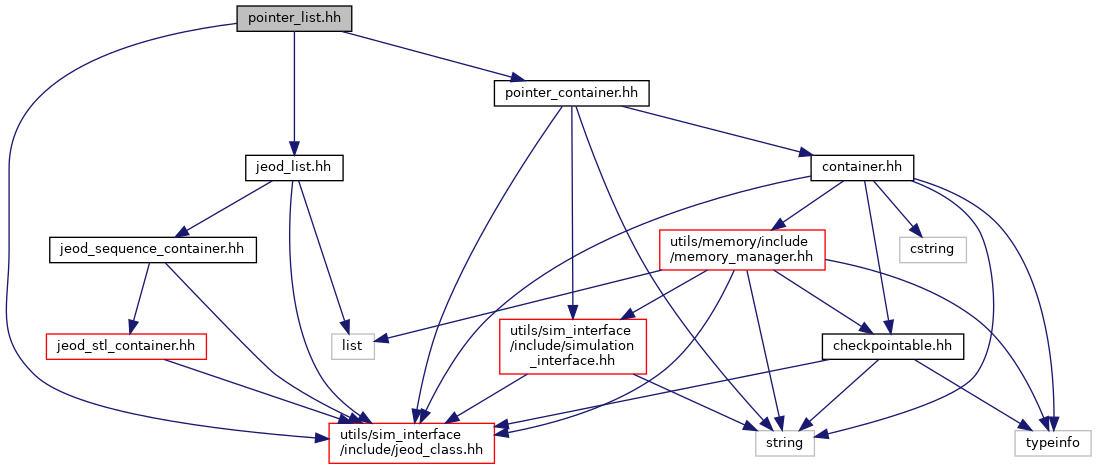 pointer_list.hh
pointer_container.hh
jeod_list.hh
container.hh
jeod_sequence_container.hh
utils/memory/include
/memory_manager.hh
cstring
jeod_stl_container.hh
list
utils/sim_interface
/include/simulation
_interface.hh
checkpointable.hh
utils/sim_interface
/include/jeod_class.hh
string
typeinfo